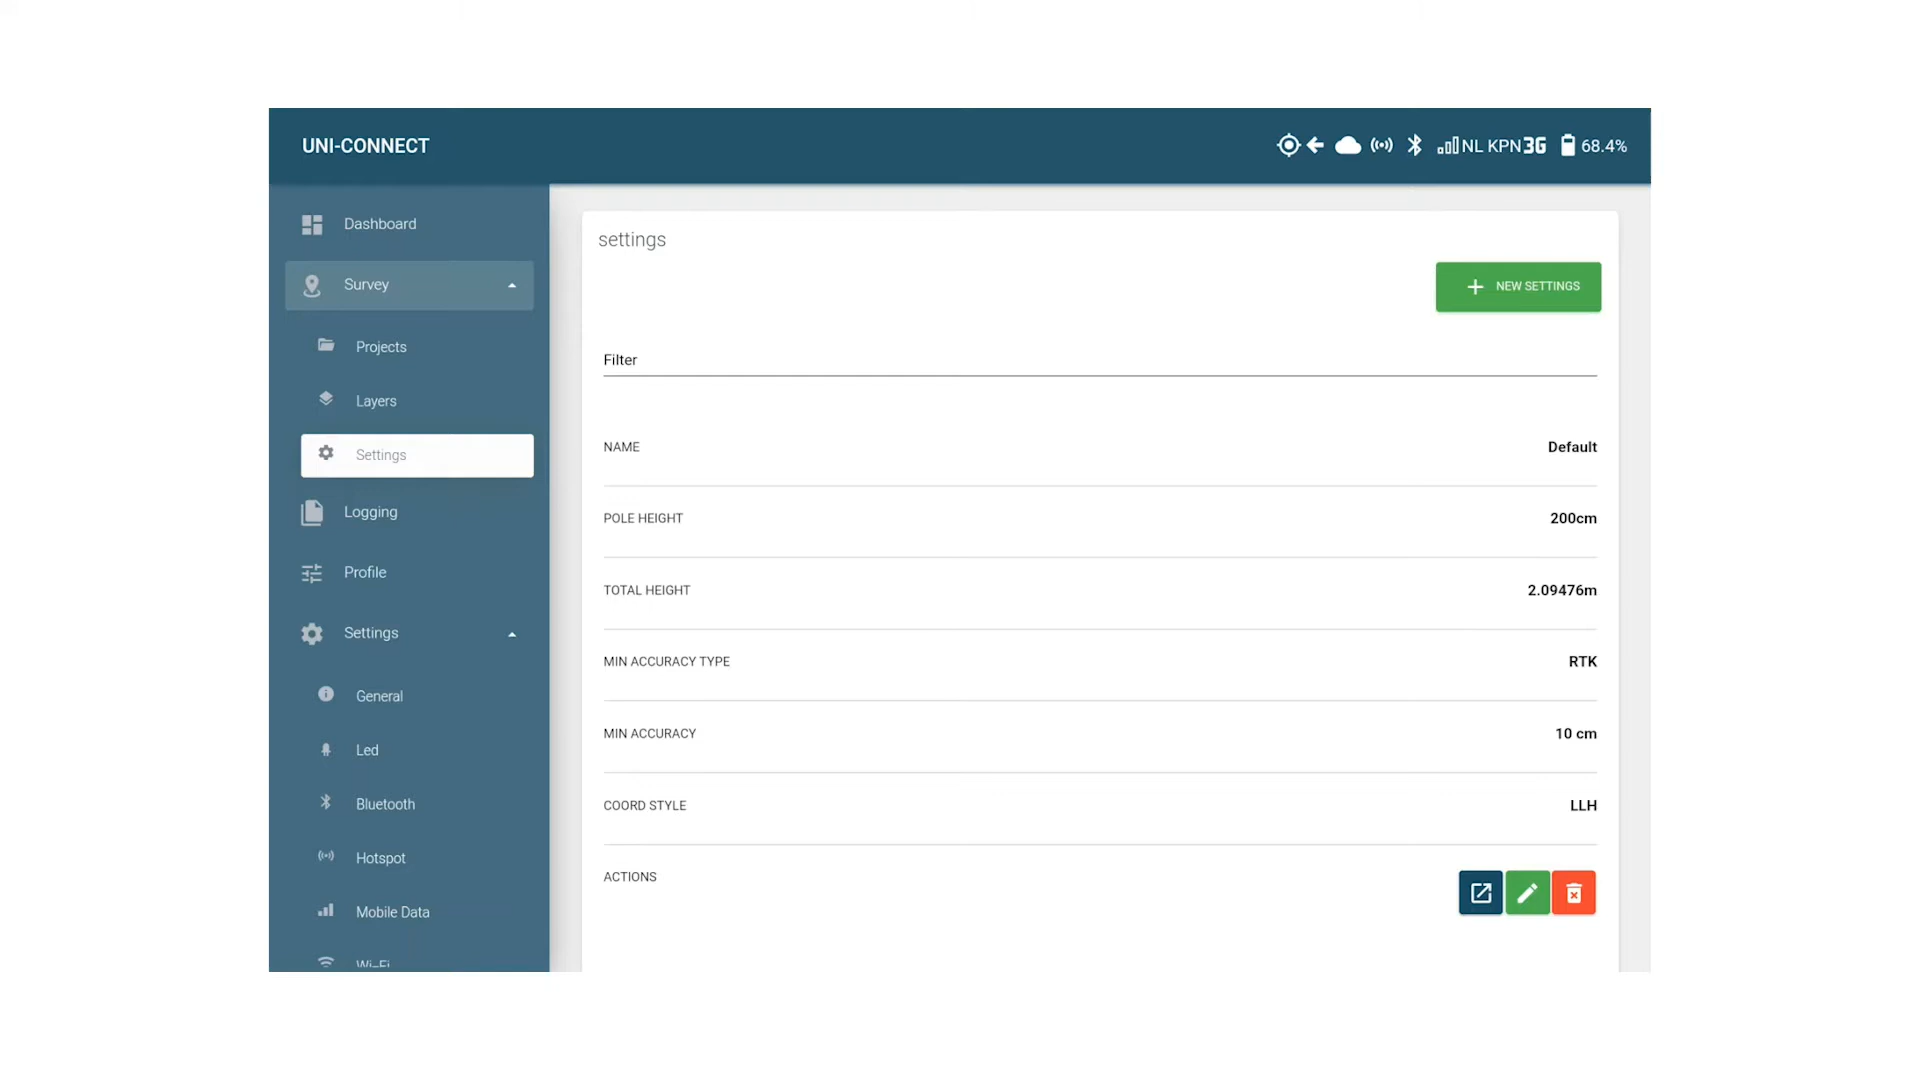 UNI-CONNECT
NL KPN 3G 68.4%
Dashboard
Survey
Projects
Layers
Settings
Logging
Profile
Settings
General
Led
Bluetooth
Hotspot
Mobile Data
Wi-Fi
settings
NEW SETTINGS
Filter
NAME Default
POLE HEIGHT 200cm
TOTAL HEIGHT 2.09476m
MIN ACCURACY TYPE RTK
MIN ACCURACY 10 cm
COORD STYLE LLH
ACTIONS